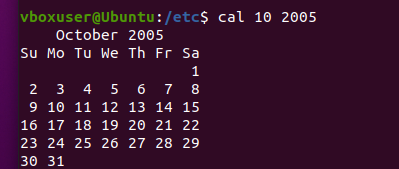 vboxuser@Ubuntu:/etc$ cal 10 2005
    October 2005
Su Mo Tu We Th Fr Sa
                   1
 2  3  4  5  6  7  8
 9 10 11 12 13 14 15
16 17 18 19 20 21 22
23 24 25 26 27 28 29
30 31